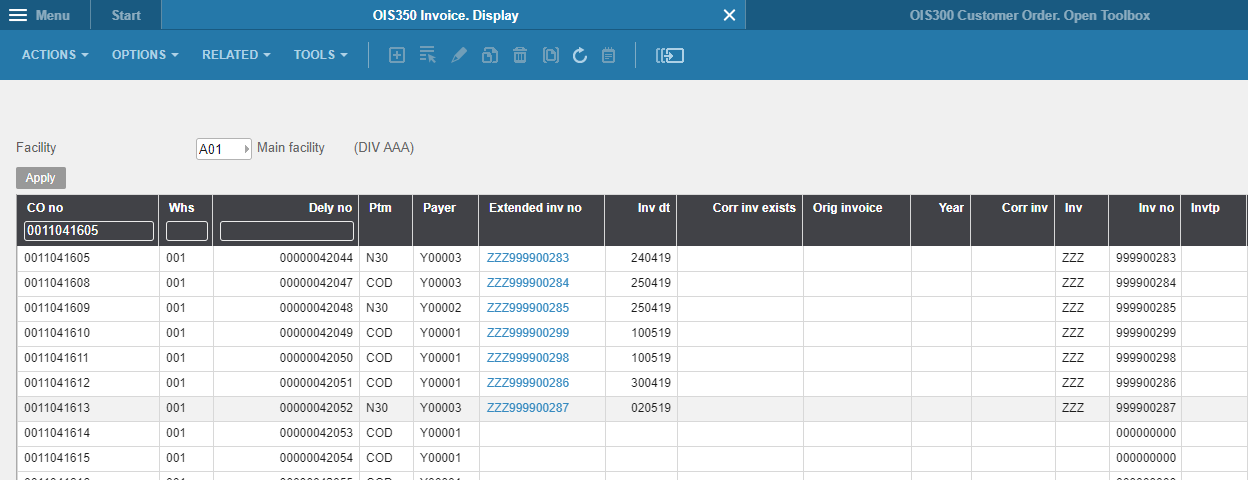 Menu Start OIS350 Invoice. Display OIS300 Customer Order. Open Toolbox
ACTIONS OPTIONS RELATED TOOLS
Facility A01 Main facility (DIV AAA)
Apply
CO no Whs Dely no Ptm Payer Extended inv no Inv dt Corr inv exists Orig invoice Year Corr inv Inv Inv no Invtp
0011041605
0011041605 001 00000042044 N30 Y00003 ZZZ999900283 240419 ZZZ 999900283
0011041608 001 00000042047 COD Y00003 ZZZ999900284 250419 ZZZ 999900284
0011041609 001 00000042048 N30 Y00002 ZZZ999900285 250419 ZZZ 999900285
0011041610 001 00000042049 COD Y00001 ZZZ999900299 100519 ZZZ 999900299
0011041611 001 00000042050 COD Y00001 ZZZ999900298 100519 ZZZ 999900298
0011041612 001 00000042051 COD Y00001 ZZZ999900286 300419 ZZZ 999900286
0011041613 001 00000042052 N30 Y00003 ZZZ999900287 020519 ZZZ 999900287
0011041614 001 00000042053 COD Y00001 000000000
0011041615 001 00000042054 COD Y00001 000000000